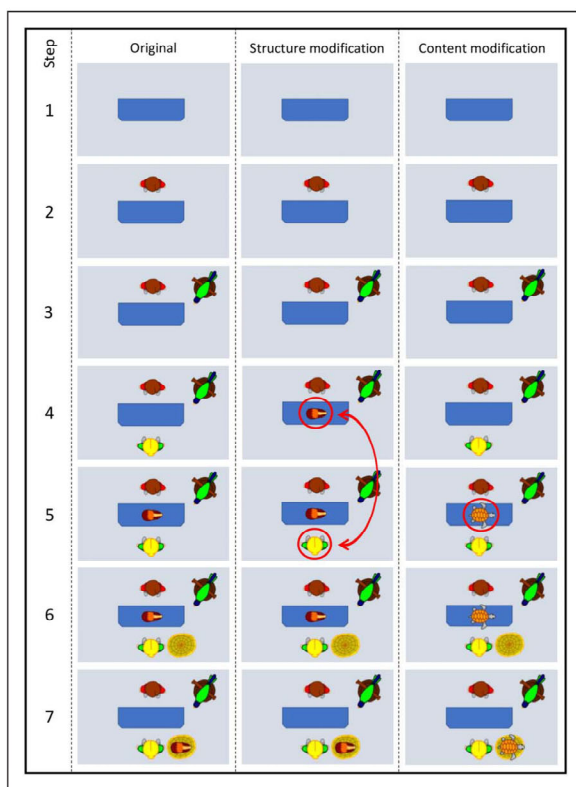 Step
Original
Structure modification
Content modification
1
2
3
4
5
6
7